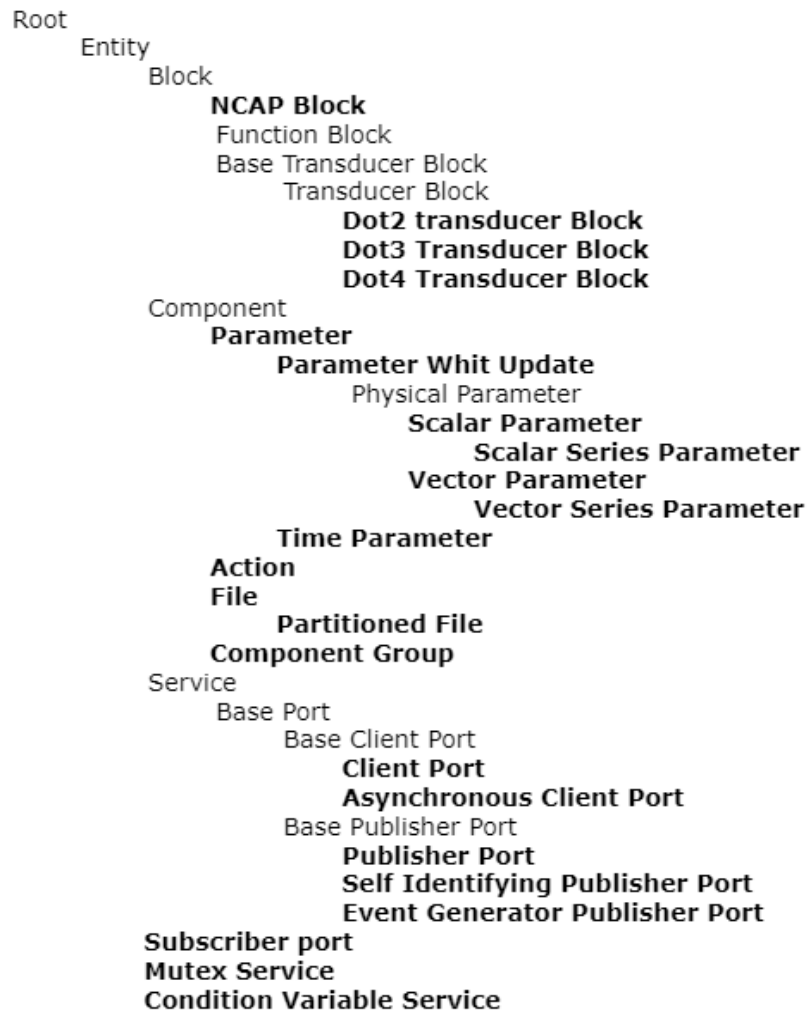 Root
Entity
Block
NCAP Block
Function Block
Base Transducer Block
Transducer Block
Dot2 transducer Block
Dot3 Transducer Block
Dot4 Transducer Block
Component
Parameter
Parameter Whit Update
Physical Parameter
Scalar Parameter
Scalar Series Parameter
Vector Parameter
Vector Series Parameter
Time Parameter
Action
File
Partitioned File
Component Group
Service
Base Port
Base Client Port
Client Port
Asynchronous Client Port
Base Publisher Port
Publisher Port
Self Identifying Publisher Port
Event Generator Publisher Port
Subscriber port
Mutex Service
Condition Variable Service